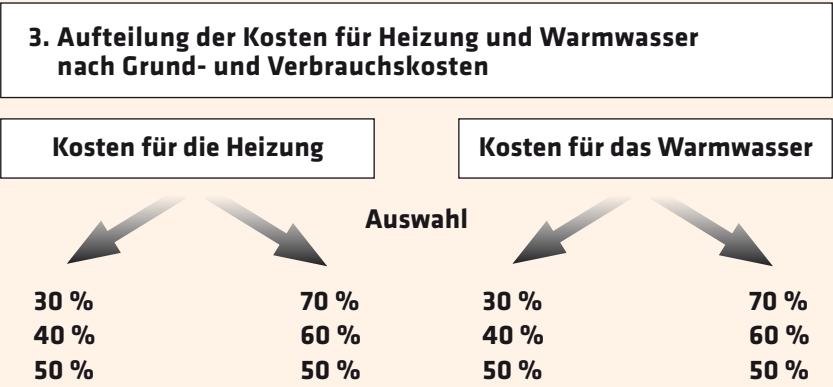 3. Aufteilung der Kosten für Heizung und Warmwasser
nach Grund- und Verbrauchskosten
Kosten für die Heizung
Kosten für das Warmwasser
Auswahl
30 % 70 % 30 % 70 %
40 % 60 % 40 % 60 %
50 % 50 % 50 % 50 %